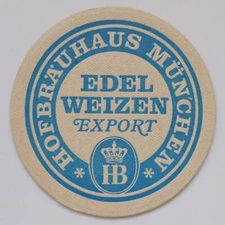 HOFBRÄUHAUS MÜNCHEN
EDEL
WEIZEN
EXPORT
HB